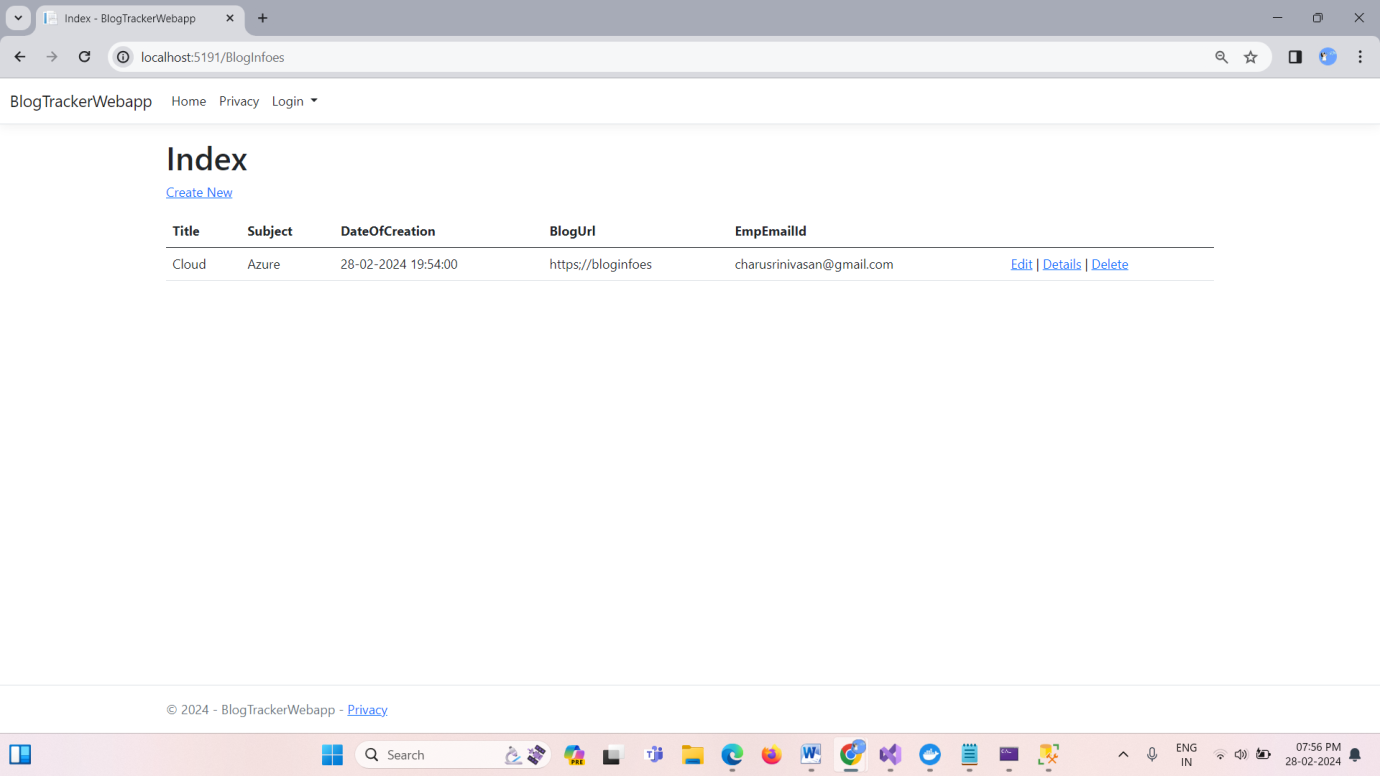 Index - BlogTrackerWebapp
localhost:5191/BlogInfoes
BlogTrackerWebapp Home Privacy Login
Index
Create New
Title Subject DateOfCreation BlogUrl EmpEmailId
Cloud Azure 28-02-2024 19:54:00 https;//bloginfoes charusrinivasan@gmail.com Edit | Details | Delete
© 2024 - BlogTrackerWebapp - Privacy
Search PRE ENG 07:56 PM
IN 28-02-2024